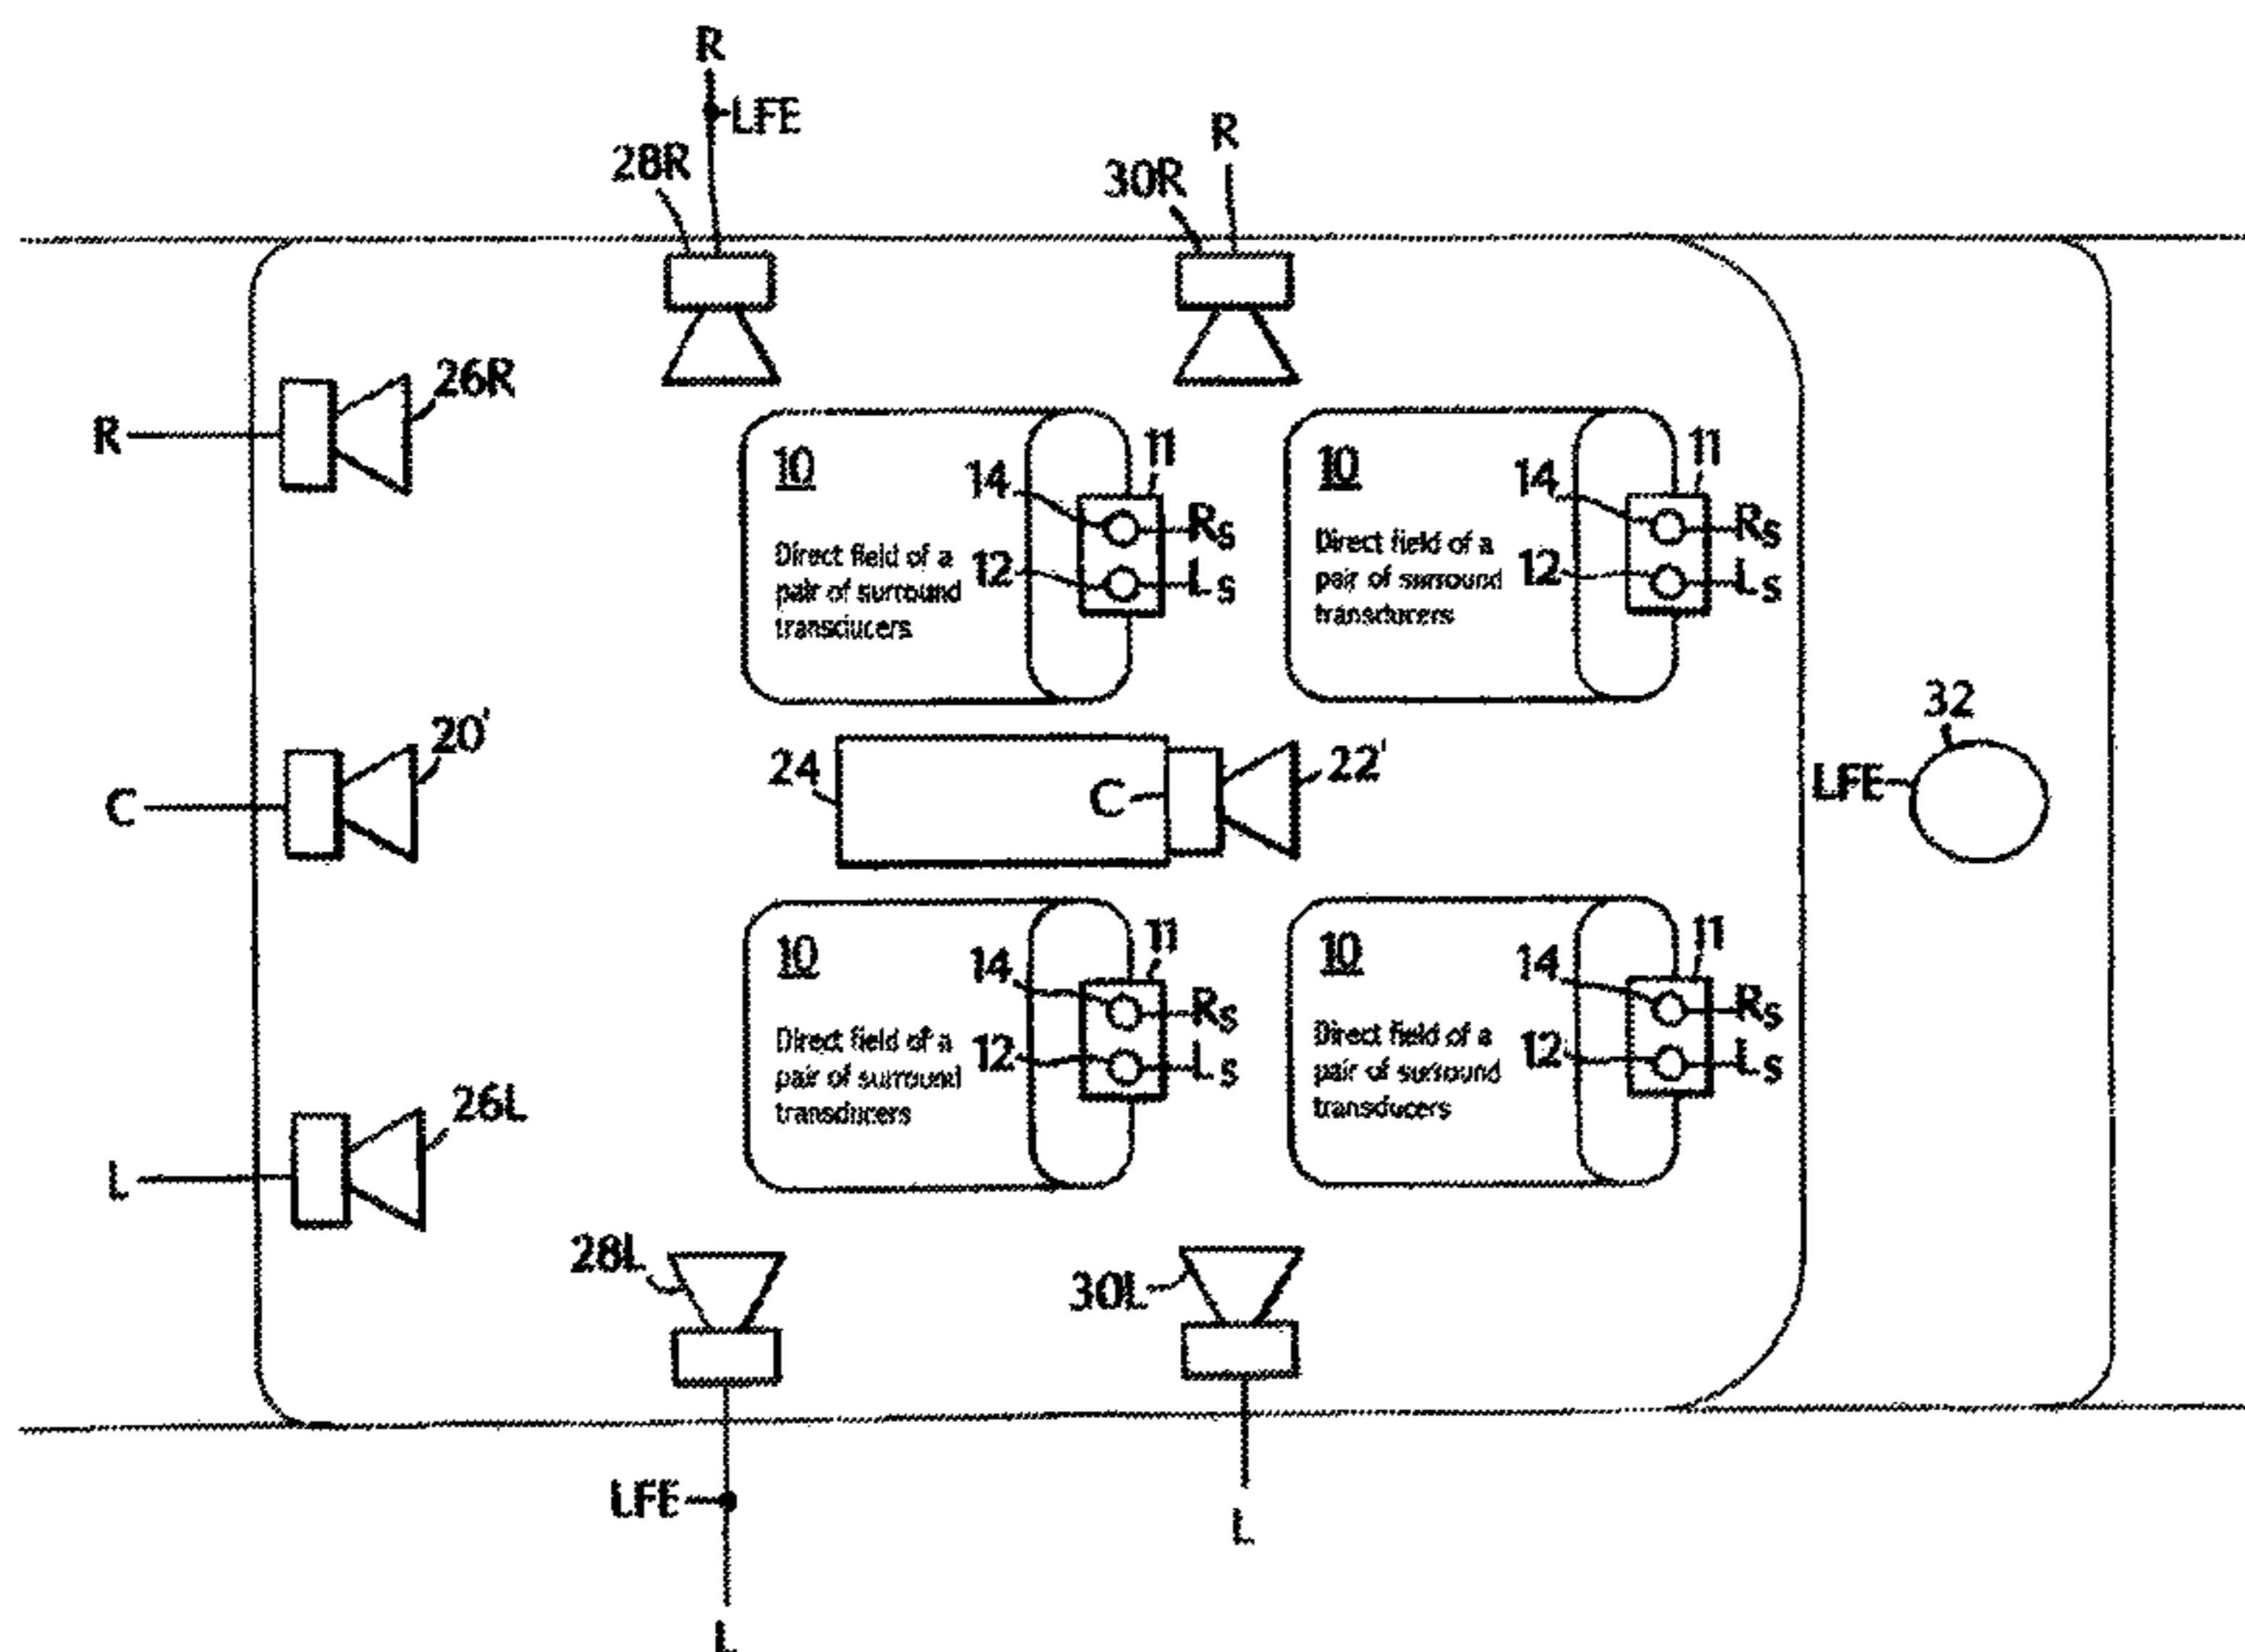 R
LFE
28R
R
30R
26R
R
10
14
11
Rs
Direct field of a
pair of surround
transducers
12
Ls
10
14
11
Rs
Direct field of a
pair of surround
transducers
12
Ls
20'
C
24
C
22'
32
LFE
26L
L
10
14
11
Rs
Direct field of a
pair of surround
transducers
12
Ls
10
14
11
Rs
Direct field of a
pair of surround
transducers
12
Ls
28L
30L
LFE
L
L